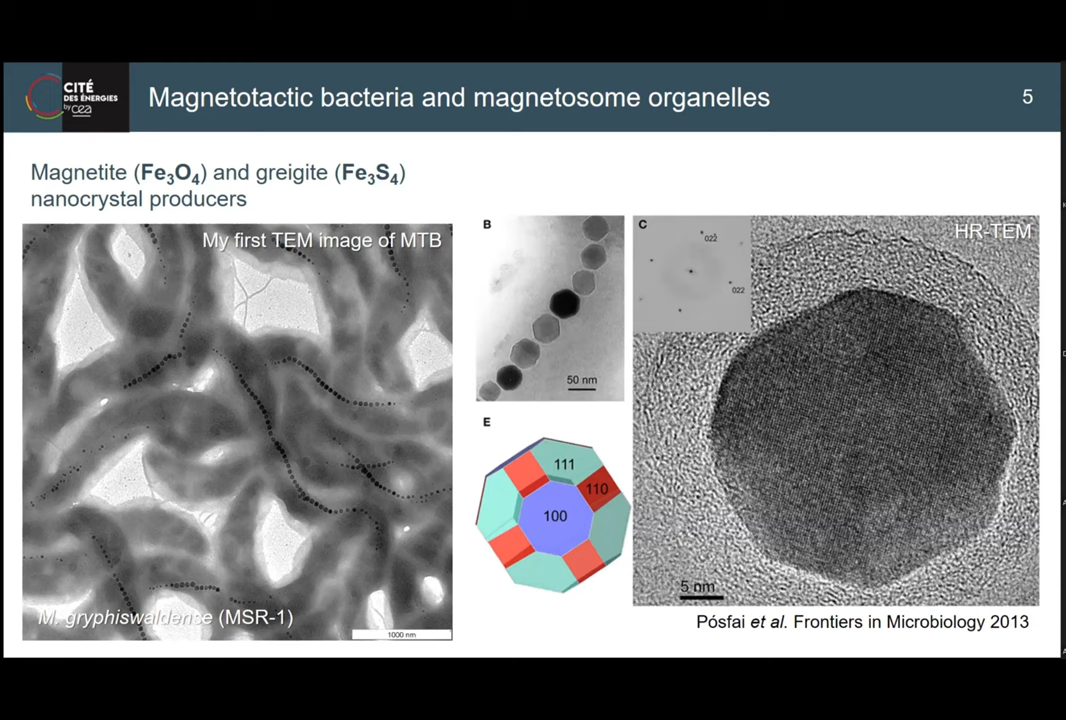 CITÉ
DES ÉNERGIES
by cea
Magnetotactic bacteria and magnetosome organelles
5
Magnetite (Fe₃O₄) and greigite (Fe₃S₄)
nanocrystal producers
My first TEM image of MTB
M. gryphiswaldense (MSR-1)
1000 nm
B
50 nm
C
022̄
022
HR-TEM
5 nm
E
111
110
100
Pósfai et al. Frontiers in Microbiology 2013